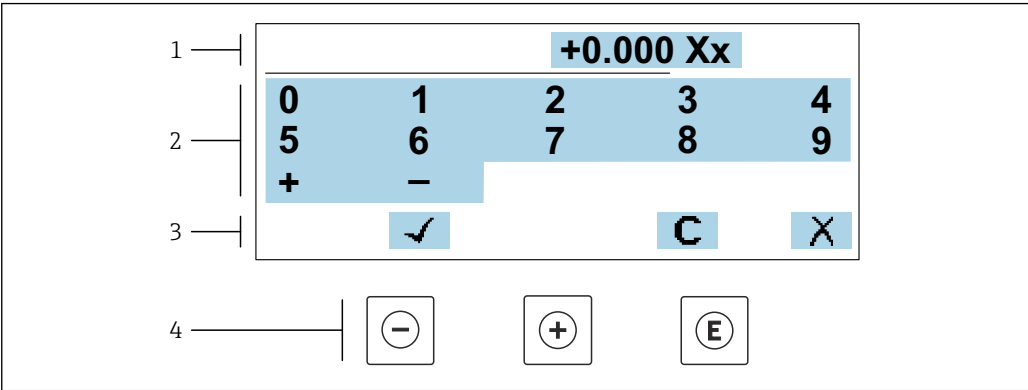 1 +0.000 Xx
0 1 2 3 4
2 5 6 7 8 9
+ −
3 ✓ C X
4 − + E